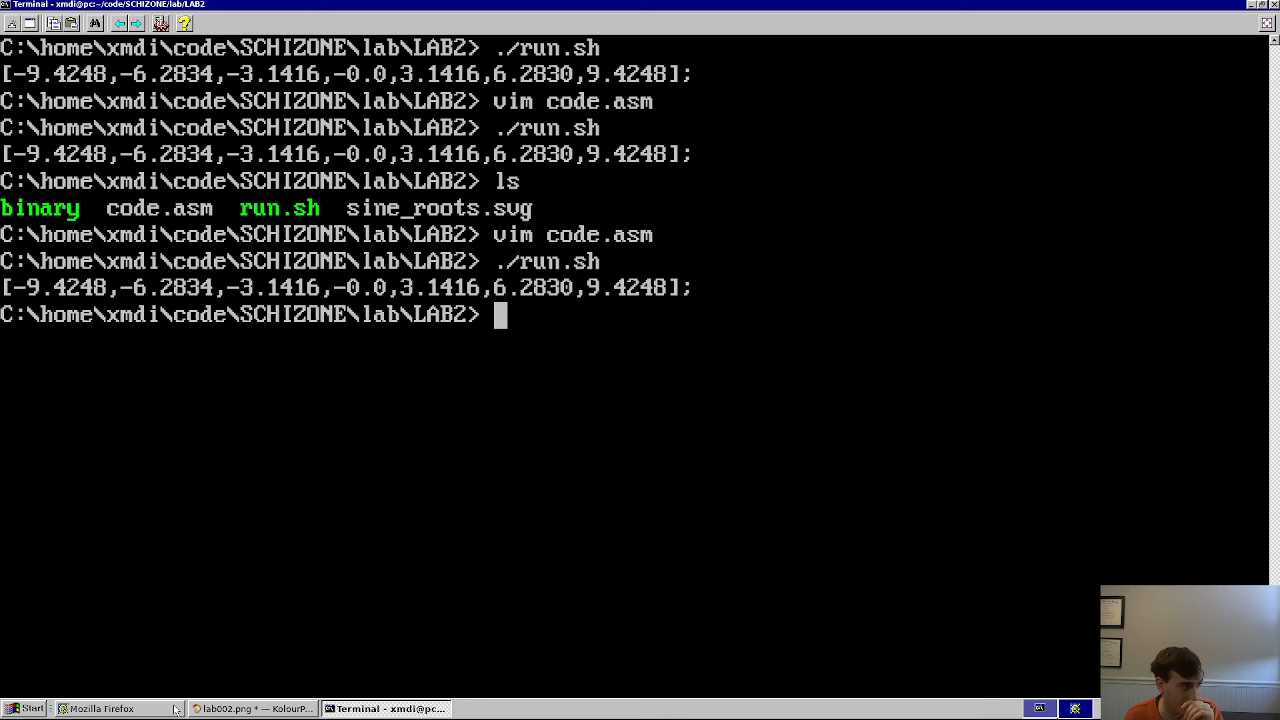 Terminal - xmdi@pc:~/code/SCHIZONE/lab/LAB2
C:\home\xmdi\code\SCHIZONE\lab\LAB2> ./run.sh
[-9.4248,-6.2834,-3.1416,-0.0,3.1416,6.2830,9.4248];
C:\home\xmdi\code\SCHIZONE\lab\LAB2> vim code.asm
C:\home\xmdi\code\SCHIZONE\lab\LAB2> ./run.sh
[-9.4248,-6.2834,-3.1416,-0.0,3.1416,6.2830,9.4248];
C:\home\xmdi\code\SCHIZONE\lab\LAB2> ls
binary code.asm run.sh sine_roots.svg
C:\home\xmdi\code\SCHIZONE\lab\LAB2> vim code.asm
C:\home\xmdi\code\SCHIZONE\lab\LAB2> ./run.sh
[-9.4248,-6.2834,-3.1416,-0.0,3.1416,6.2830,9.4248];
C:\home\xmdi\code\SCHIZONE\lab\LAB2>
Start Mozilla Firefox lab002.png * — KolourP... Terminal - xmdi@pc...